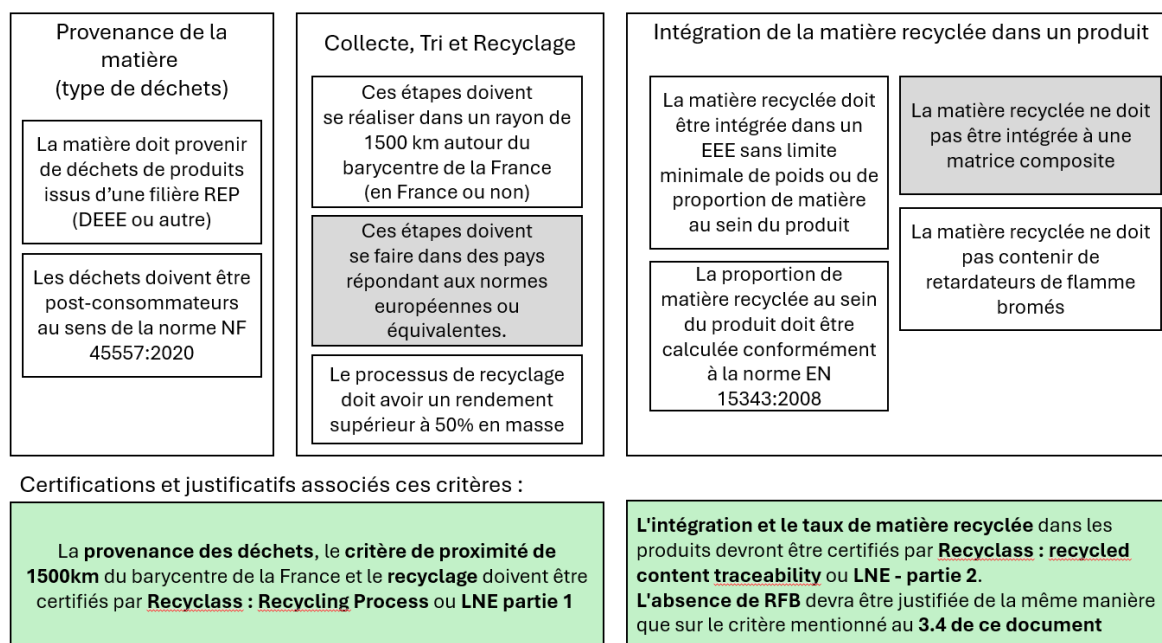 Provenance de la
matière
(type de déchets)
La matière doit provenir
de déchets de produits
issus d’une filière REP
(DEEE ou autre)
Les déchets doivent être
post-consommateurs
au sens de la norme NF
45557:2020
Collecte, Tri et Recyclage
Ces étapes doivent
se réaliser dans un rayon de
1500 km autour du
barycentre de la France
(en France ou non)
Ces étapes doivent
se faire dans des pays
répondant aux normes
européennes ou
équivalentes.
Le processus de recyclage
doit avoir un rendement
supérieur à 50% en masse
Intégration de la matière recyclée dans un produit
La matière recyclée doit
être intégrée dans un
EEE sans limite
minimale de poids ou de
proportion de matière
au sein du produit
La proportion de
matière recyclée au sein
du produit doit être
calculée conformément
à la norme EN
15343:2008
La matière recyclée ne doit
pas être intégrée à une
matrice composite
La matière recyclée ne doit
pas contenir de
retardateurs de flamme
bromés
Certifications et justificatifs associés ces critères :
La provenance des déchets, le critère de proximité de
1500km du barycentre de la France et le recyclage doivent être
certifiés par Recyclass : Recycling Process ou LNE partie 1
L'intégration et le taux de matière recyclée dans les
produits devront être certifiés par Recyclass : recycled
content traceability ou LNE - partie 2.
L'absence de RFB devra être justifiée de la même manière
que sur le critère mentionné au 3.4 de ce document